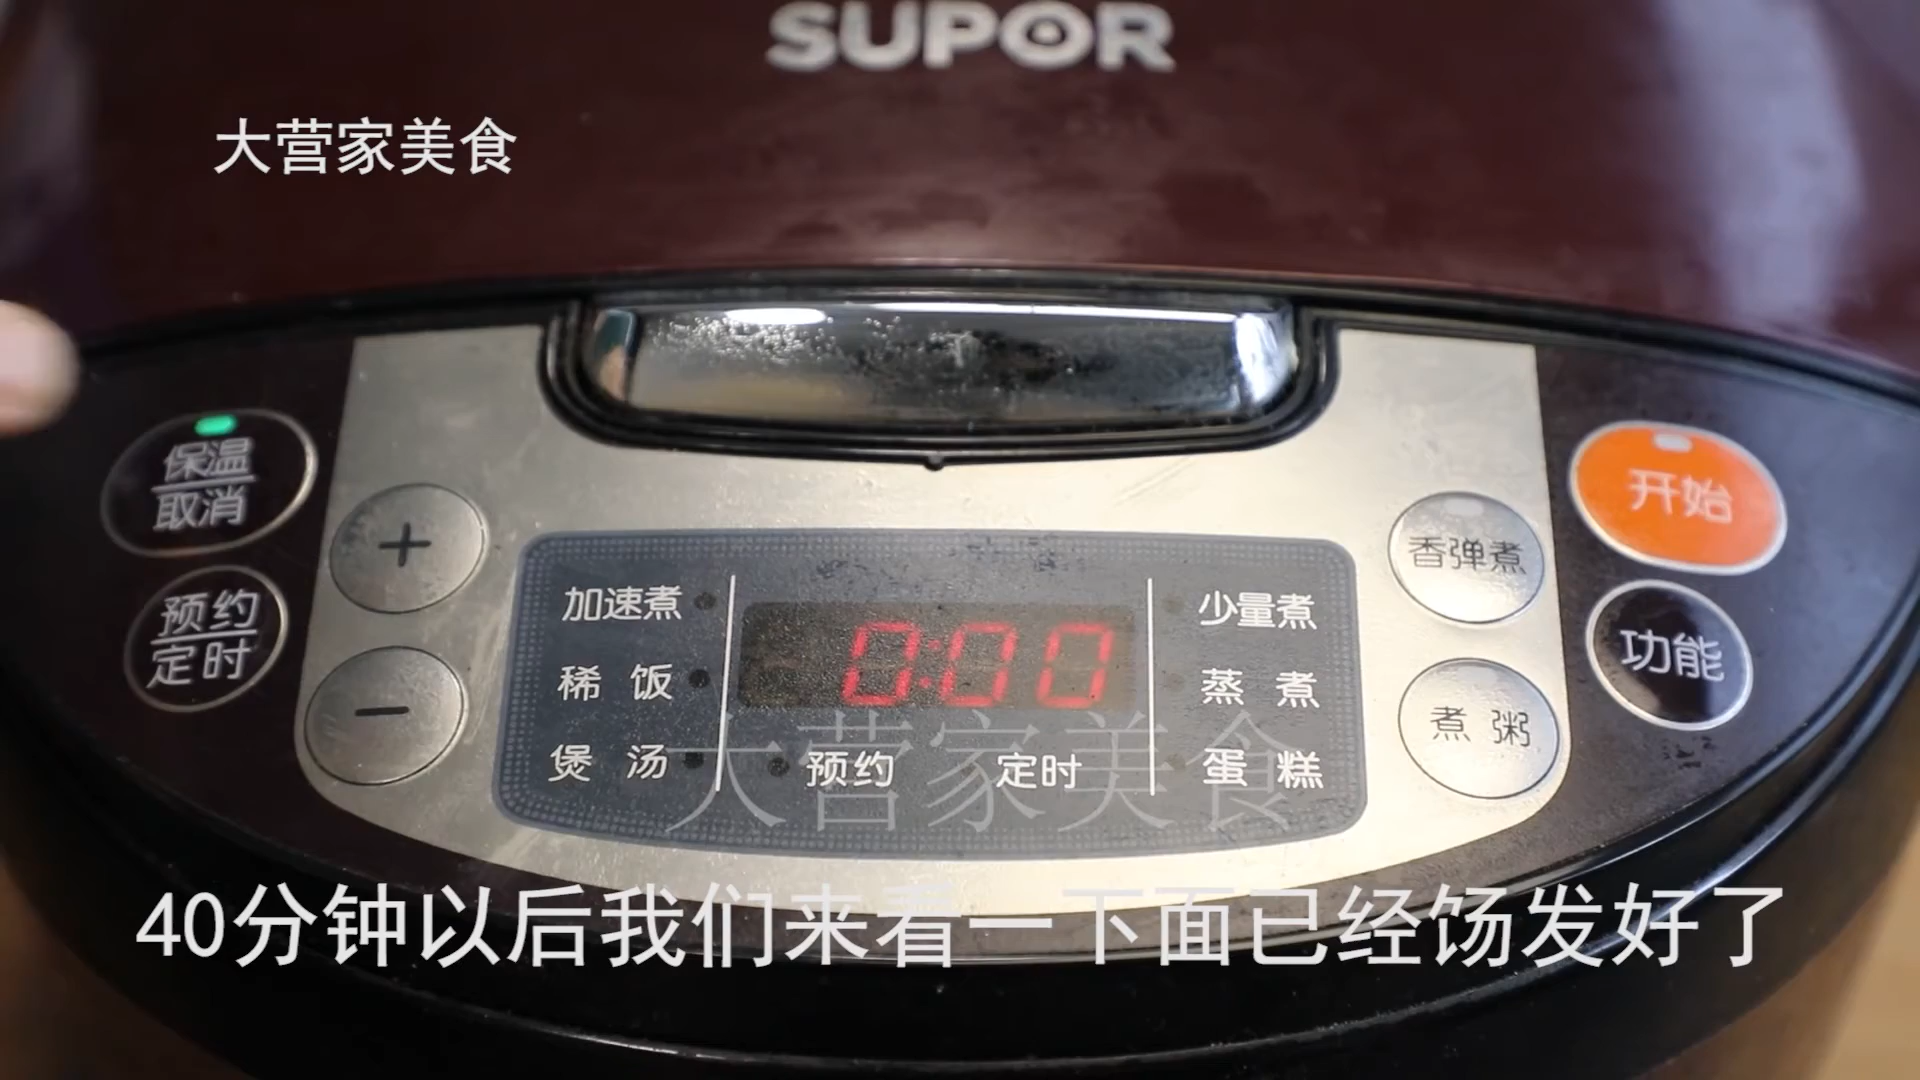 SUPOR
大营家美食
保温
取消
预约
定时
+
−
加速煮
稀饭
煲汤
0:00
预约 定时
少量煮
蒸煮
蛋糕
香弹煮
煮粥
开始
功能
大营家美食
40分钟以后我们来看一下面已经饧发好了